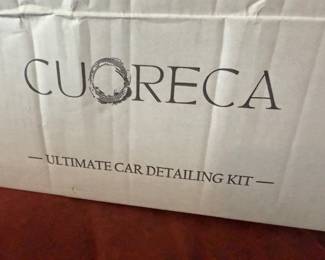 CUORECA
— ULTIMATE CAR DETAILING KIT —